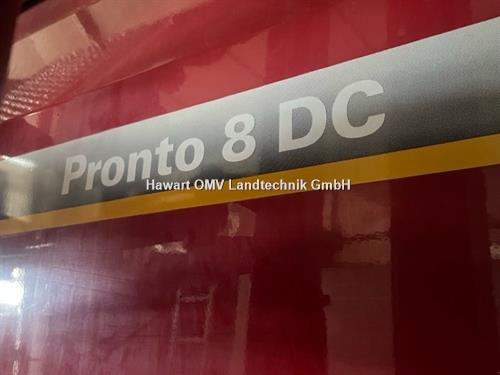 Pronto 8 DC
Hawart OMV Landtechnik GmbH